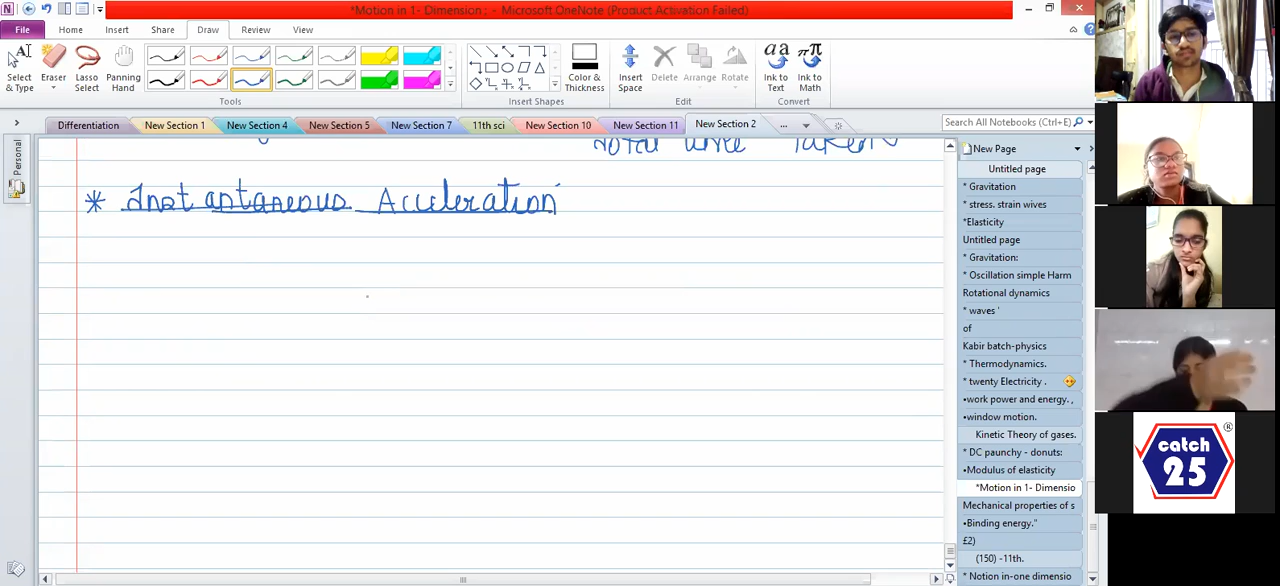 *Motion in 1- Dimension : - Microsoft OneNote (Product Activation Failed)
File Home Insert Share Draw Review View
Select & Type
Eraser
Lasso Select
Panning Hand
Color & Thickness
Insert Space
Delete
Arrange
Rotate
Ink to Text
Ink to Math
Tools
Insert Shapes
Edit
Convert
Differentiation New Section 1 New Section 4 New Section 5 New Section 7 11th sci New Section 10 New Section 11 New Section 2 ...
Search All Notebooks (Ctrl+E)
Personal
Total time Taken
* Instantaneous Acceleration
New Page
Untitled page
* Gravitation
* stress. strain wives
*Elasticity
Untitled page
* Gravitation:
* Oscillation simple Harm
Rotational dynamics
* waves '
of
Kabir batch-physics
* Thermodynamics.
* twenty Electricity .
•work power and energy. ,
•window motion.
Kinetic Theory of gases.
* DC paunchy - donuts:
•Modulus of elasticity
*Motion in 1- Dimensio
Mechanical properties of s
•Binding energy."
£2)
(150) -11th.
* Notion in-one dimensio
catch
25
®